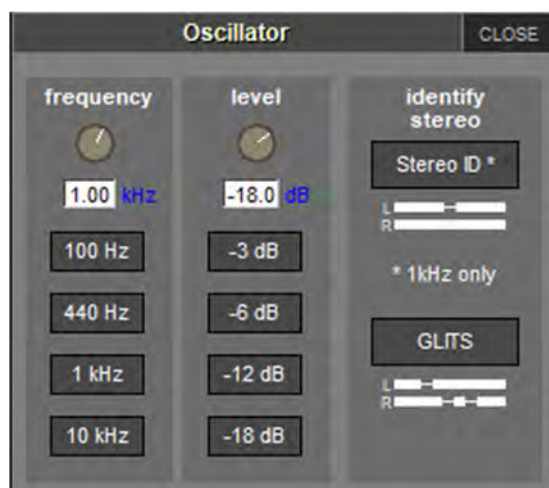 Oscillator
CLOSE
frequency
1.00 kHz
100 Hz
440 Hz
1 kHz
10 kHz
level
-18.0 dB
-3 dB
-6 dB
-12 dB
-18 dB
identify
stereo
Stereo ID *
L
R
* 1kHz only
GLITS
L
R